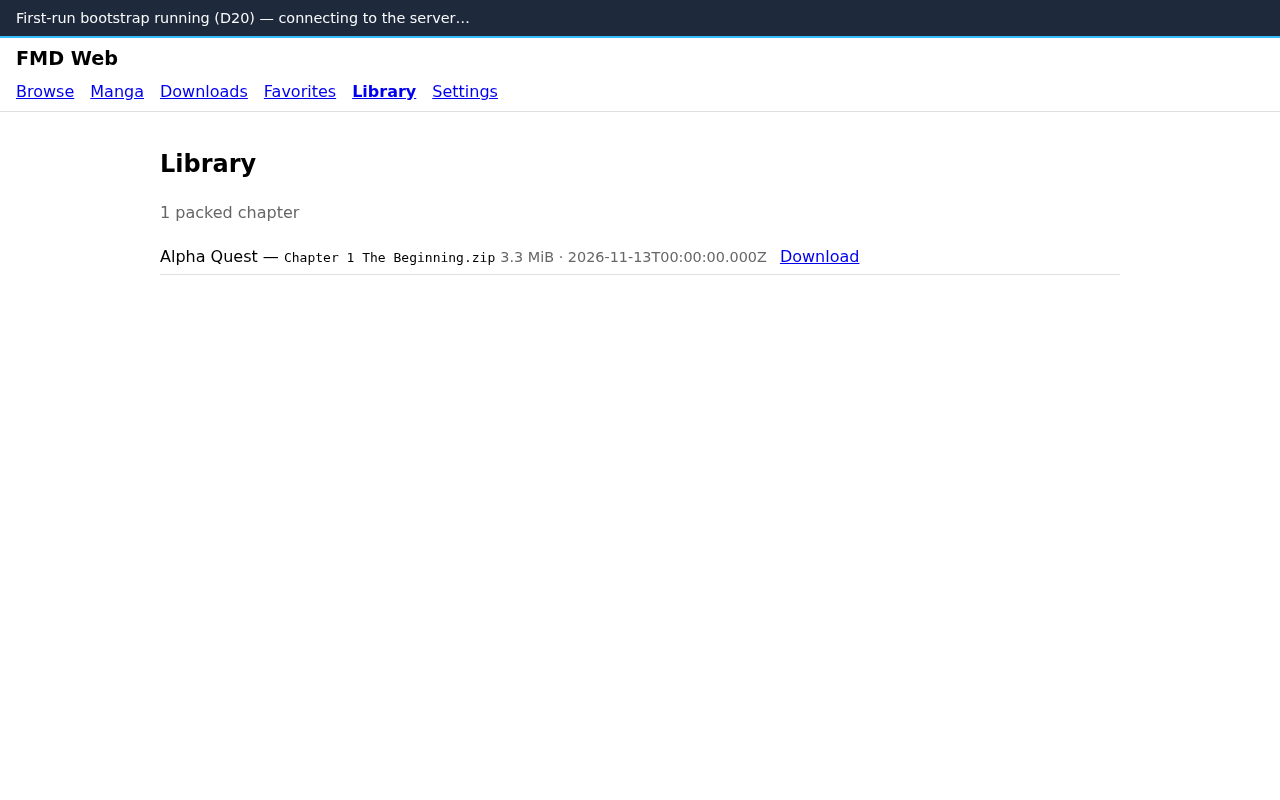 First-run bootstrap running (D20) — connecting to the server…
FMD Web
Browse Manga Downloads Favorites Library Settings
Library
1 packed chapter
Alpha Quest — Chapter 1 The Beginning.zip 3.3 MiB · 2026-11-13T00:00:00.000Z Download